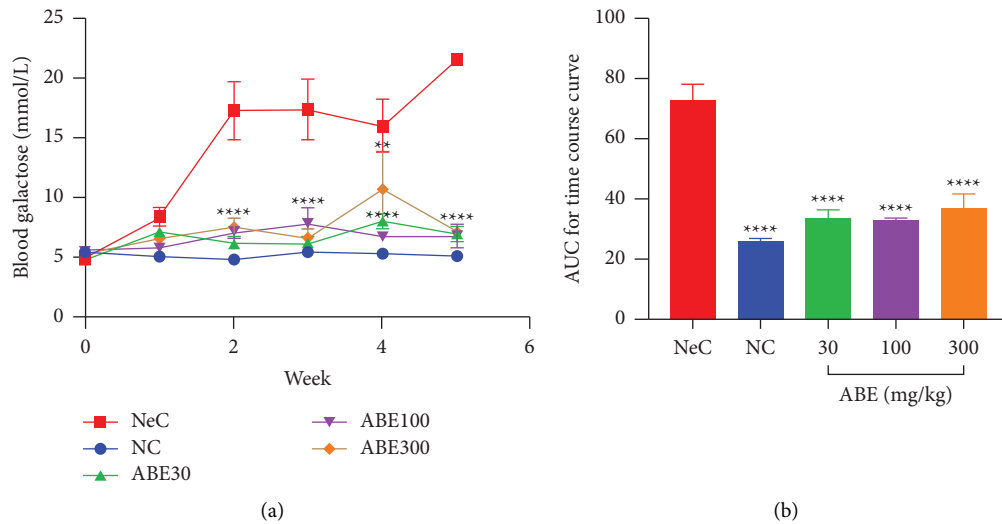 25
20
15
10
5
0
Blood galactose (mmol/L)
**
****
****
****
****
0
2
4
6
Week
NeC
NC
ABE30
ABE100
ABE300
(a)
100
80
60
40
20
0
AUC for time course curve
****
****
****
****
NeC
NC
30
100
300
ABE (mg/kg)
(b)